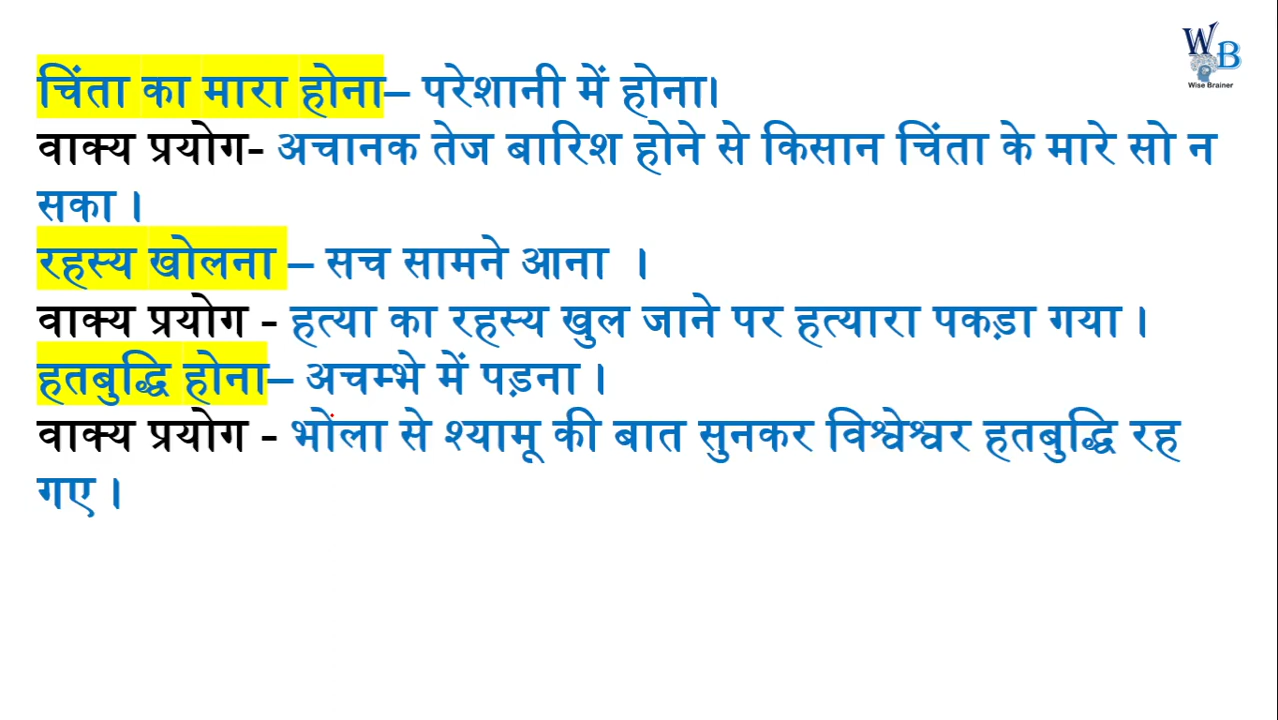 WB
Wise Brainer
चिंता का मारा होना– परेशानी में होना।
वाक्य प्रयोग- अचानक तेज बारिश होने से किसान चिंता के मारे सो न
सका ।
रहस्य खोलना – सच सामने आना ।
वाक्य प्रयोग - हत्या का रहस्य खुल जाने पर हत्यारा पकड़ा गया ।
हतबुद्धि होना– अचम्भे में पड़ना ।
वाक्य प्रयोग - भोंला से श्यामू की बात सुनकर विश्वेश्वर हतबुद्धि रह
गए ।